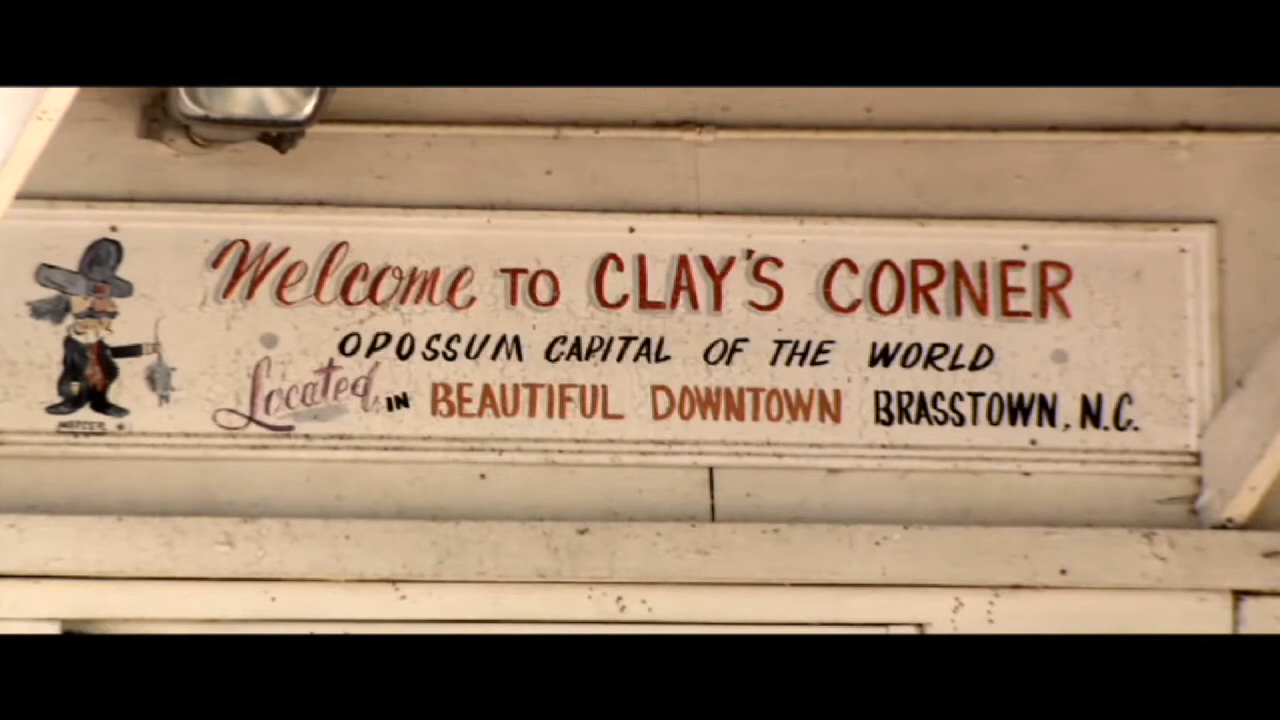 Welcome TO CLAY'S CORNER
OPOSSUM CAPITAL OF THE WORLD
Located IN BEAUTIFUL DOWNTOWN BRASSTOWN, N.C.